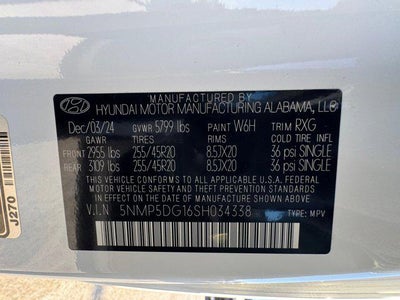 MANUFACTURED BY
HYUNDAI MOTOR MANUFACTURING ALABAMA, LLC
Dec/03/24 GVWR 5799 lbs PAINT W6H TRIM RXG
GAWR TIRES RIMS COLD TIRE INFL
FRONT 2955 lbs 255/45R20 8.5JX20 36 psi SINGLE
REAR 3109 lbs 255/45R20 8.5JX20 36 psi SINGLE
THIS VEHICLE CONFORMS TO ALL APPLICABLE U.S.A. FEDERAL
MOTOR VEHICLE SAFETY AND THEFT PREVENTION STANDARDS
IN EFFECT ON THE DATE OF MANUFACTURE SHOWN ABOVE.
V.I.N 5NMP5DG16SH034338 TYPE: MPV
J270